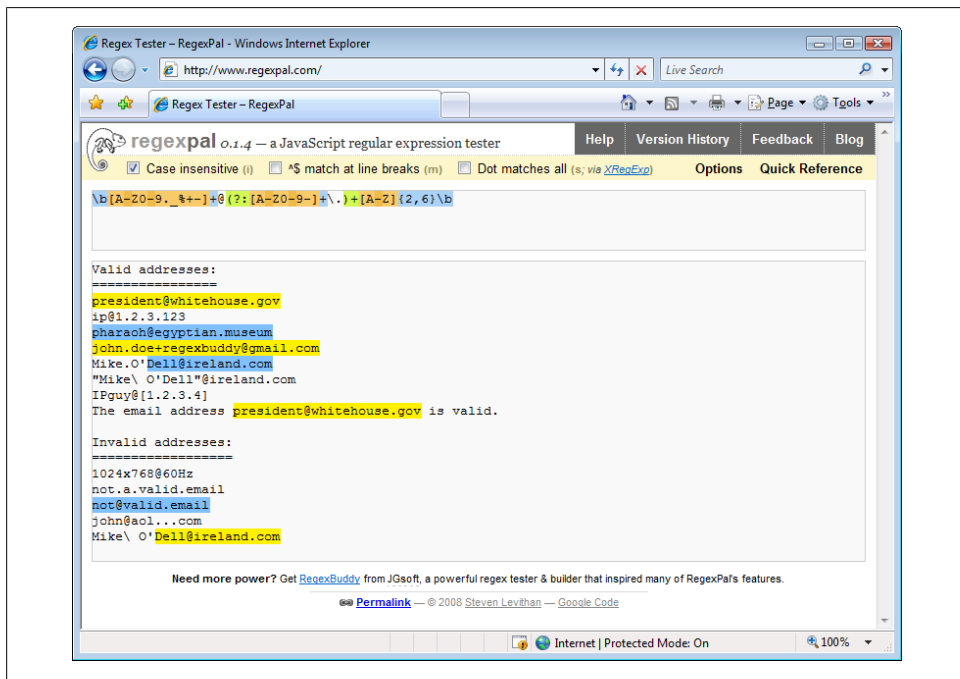 Regex Tester – RegexPal - Windows Internet Explorer
http://www.regexpal.com/
Live Search
Regex Tester – RegexPal
Page
Tools
regexpal 0.1.4 — a JavaScript regular expression tester
Help
Version History
Feedback
Blog
Case insensitive (i)
^$ match at line breaks (m)
Dot matches all (s; via XRegExp)
Options
Quick Reference
\b[A-Z0-9._%+-]+@(?:[A-Z0-9-]+\.)+[A-Z]{2,6}\b
Valid addresses:
================
president@whitehouse.gov
ip@1.2.3.123
pharaoh@egyptian.museum
john.doe+regexbuddy@gmail.com
Mike.O'Dell@ireland.com
"Mike\ O'Dell"@ireland.com
IPguy@[1.2.3.4]
The email address president@whitehouse.gov is valid.
Invalid addresses:
==================
1024x768@60Hz
not.a.valid.email
not@valid.email
john@aol...com
Mike\ O'Dell@ireland.com
Need more power? Get RegexBuddy from JGsoft, a powerful regex tester & builder that inspired many of RegexPal's features.
Permalink — © 2008 Steven Levithan — Google Code
Internet | Protected Mode: On
100%